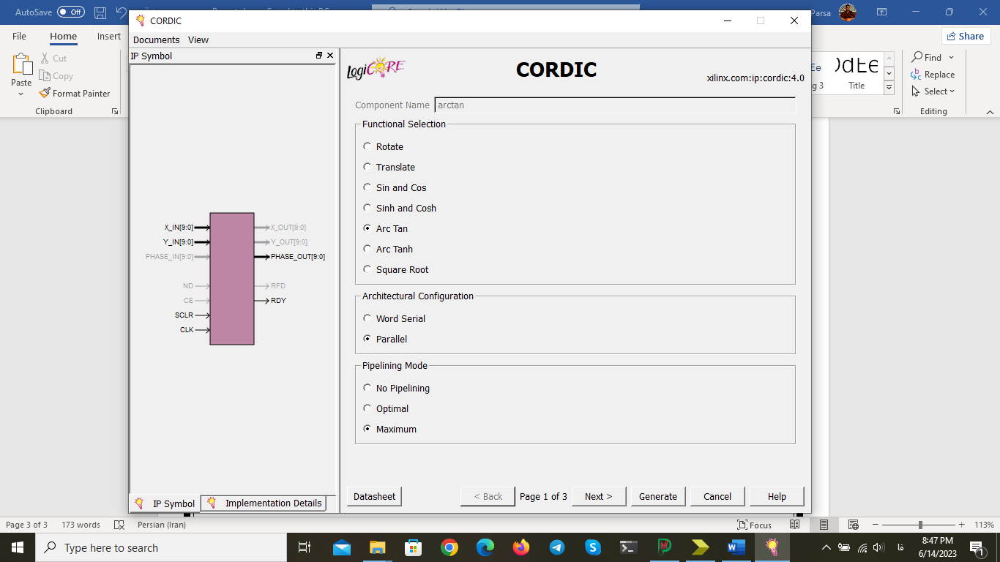 AutoSave Off
Parsa
File Home Insert
Share
Paste
Cut
Copy
Format Painter
Clipboard
Title
Find
Replace
Select
Editing
CORDIC
Documents View
IP Symbol
X_IN[9:0]
Y_IN[9:0]
PHASE_IN[9:0]
ND
CE
SCLR
CLK
X_OUT[9:0]
Y_OUT[9:0]
PHASE_OUT[9:0]
RFD
RDY
IP Symbol Implementation Details
LogiCORE
CORDIC
xilinx.com:ip:cordic:4.0
Component Name arctan
Functional Selection
Rotate
Translate
Sin and Cos
Sinh and Cosh
Arc Tan
Arc Tanh
Square Root
Architectural Configuration
Word Serial
Parallel
Pipelining Mode
No Pipelining
Optimal
Maximum
Datasheet < Back Page 1 of 3 Next > Generate Cancel Help
Page 3 of 3 173 words Persian (Iran) Focus 113%
Type here to search
فا
8:47 PM
6/14/2023
1